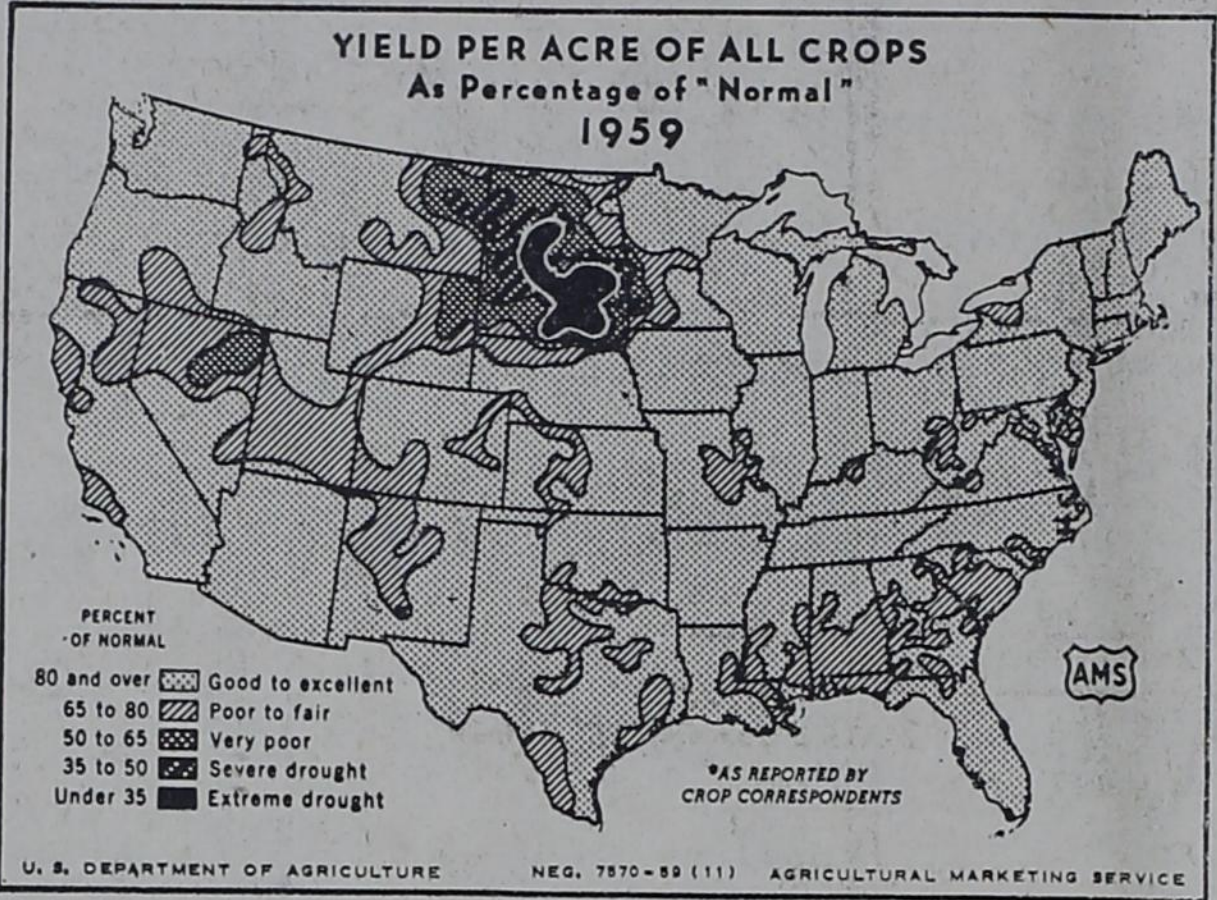 YIELD PER ACRE OF ALL CROPS
As Percentage of "Normal"
1959
PERCENT
OF NORMAL
80 and over Good to excellent
65 to 80 Poor to fair
50 to 65 Very poor
35 to 50 Severe drought
Under 35 Extreme drought
AMS
*AS REPORTED BY
CROP CORRESPONDENTS
U. S. DEPARTMENT OF AGRICULTURE NEG. 7570-59 (11) AGRICULTURAL MARKETING SERVICE